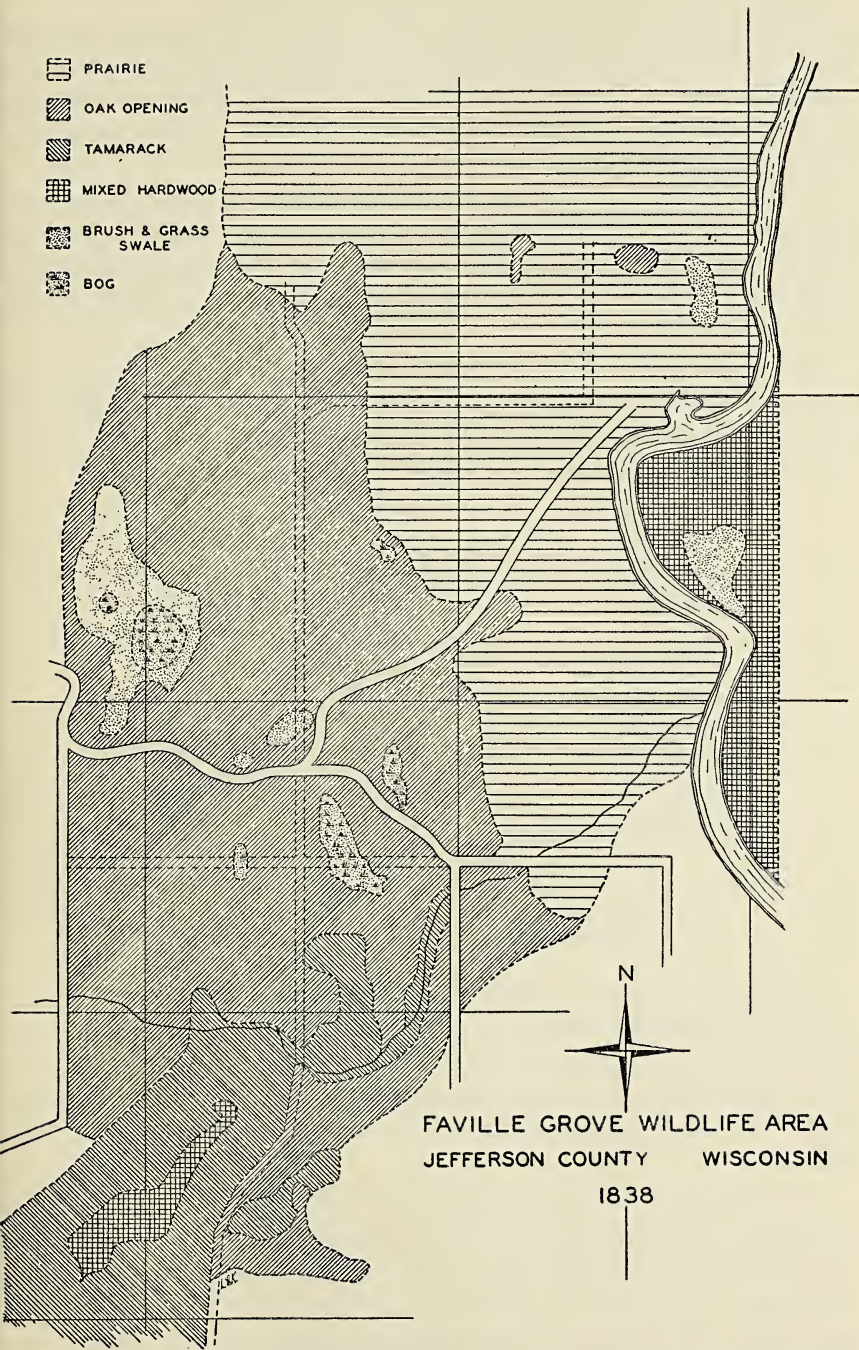 PRAIRIE
OAK OPENING
TAMARACK
MIXED HARDWOOD
BRUSH & GRASS
SWALE
BOG
N
FAVILLE GROVE WILDLIFE AREA
JEFFERSON COUNTY WISCONSIN
1838